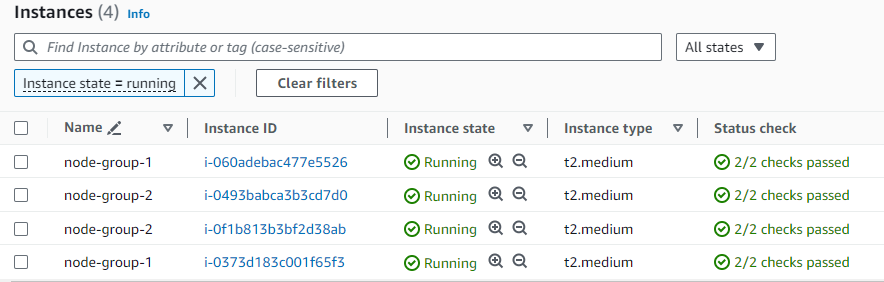 Instances (4) Info
Find Instance by attribute or tag (case-sensitive) All states
Instance state = running Clear filters
Name Instance ID Instance state Instance type Status check
node-group-1 i-060adebac477e5526 Running t2.medium 2/2 checks passed
node-group-2 i-0493babca3b3cd7d0 Running t2.medium 2/2 checks passed
node-group-2 i-0f1b813b3bf2d38ab Running t2.medium 2/2 checks passed
node-group-1 i-0373d183c001f65f3 Running t2.medium 2/2 checks passed